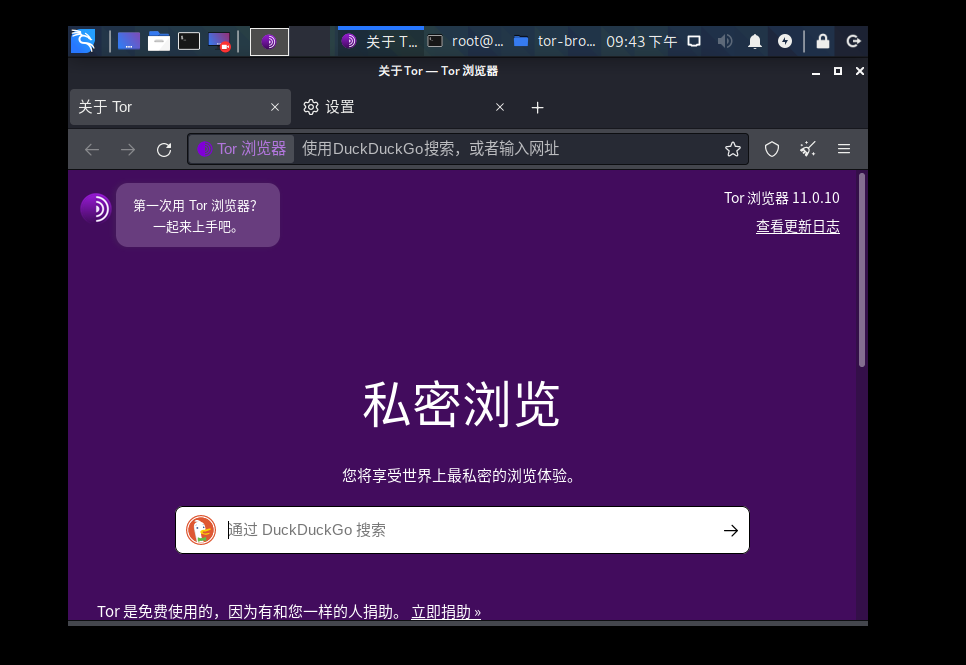 关于 T...
root@...
tor-bro...
09:43 下午
关于 Tor — Tor 浏览器
关于 Tor
设置
Tor 浏览器
使用DuckDuckGo搜索，或者输入网址
第一次用 Tor 浏览器？
一起来上手吧。
Tor 浏览器 11.0.10
查看更新日志
私密浏览
您将享受世界上最私密的浏览体验。
通过 DuckDuckGo 搜索
Tor 是免费使用的，因为有和您一样的人捐助。 立即捐助 »